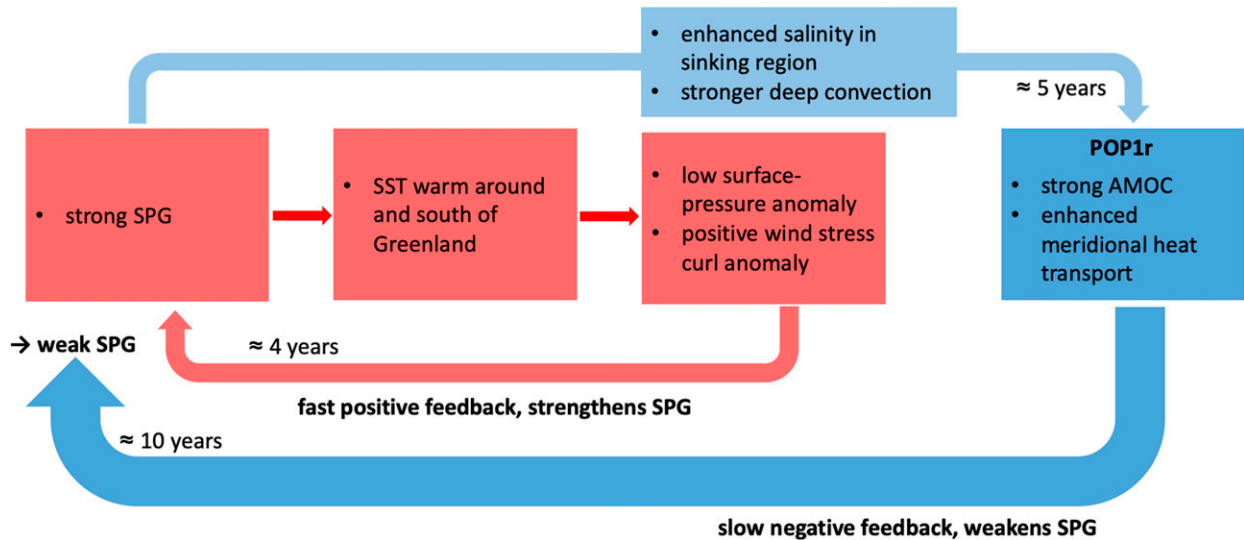 • enhanced salinity in
sinking region
• stronger deep convection
≈ 5 years
• strong SPG
• SST warm around
and south of
Greenland
• low surface-
pressure anomaly
• positive wind stress
curl anomaly
POP1r
• strong AMOC
• enhanced
meridional heat
transport
→ weak SPG
≈ 4 years
fast positive feedback, strengthens SPG
≈ 10 years
slow negative feedback, weakens SPG